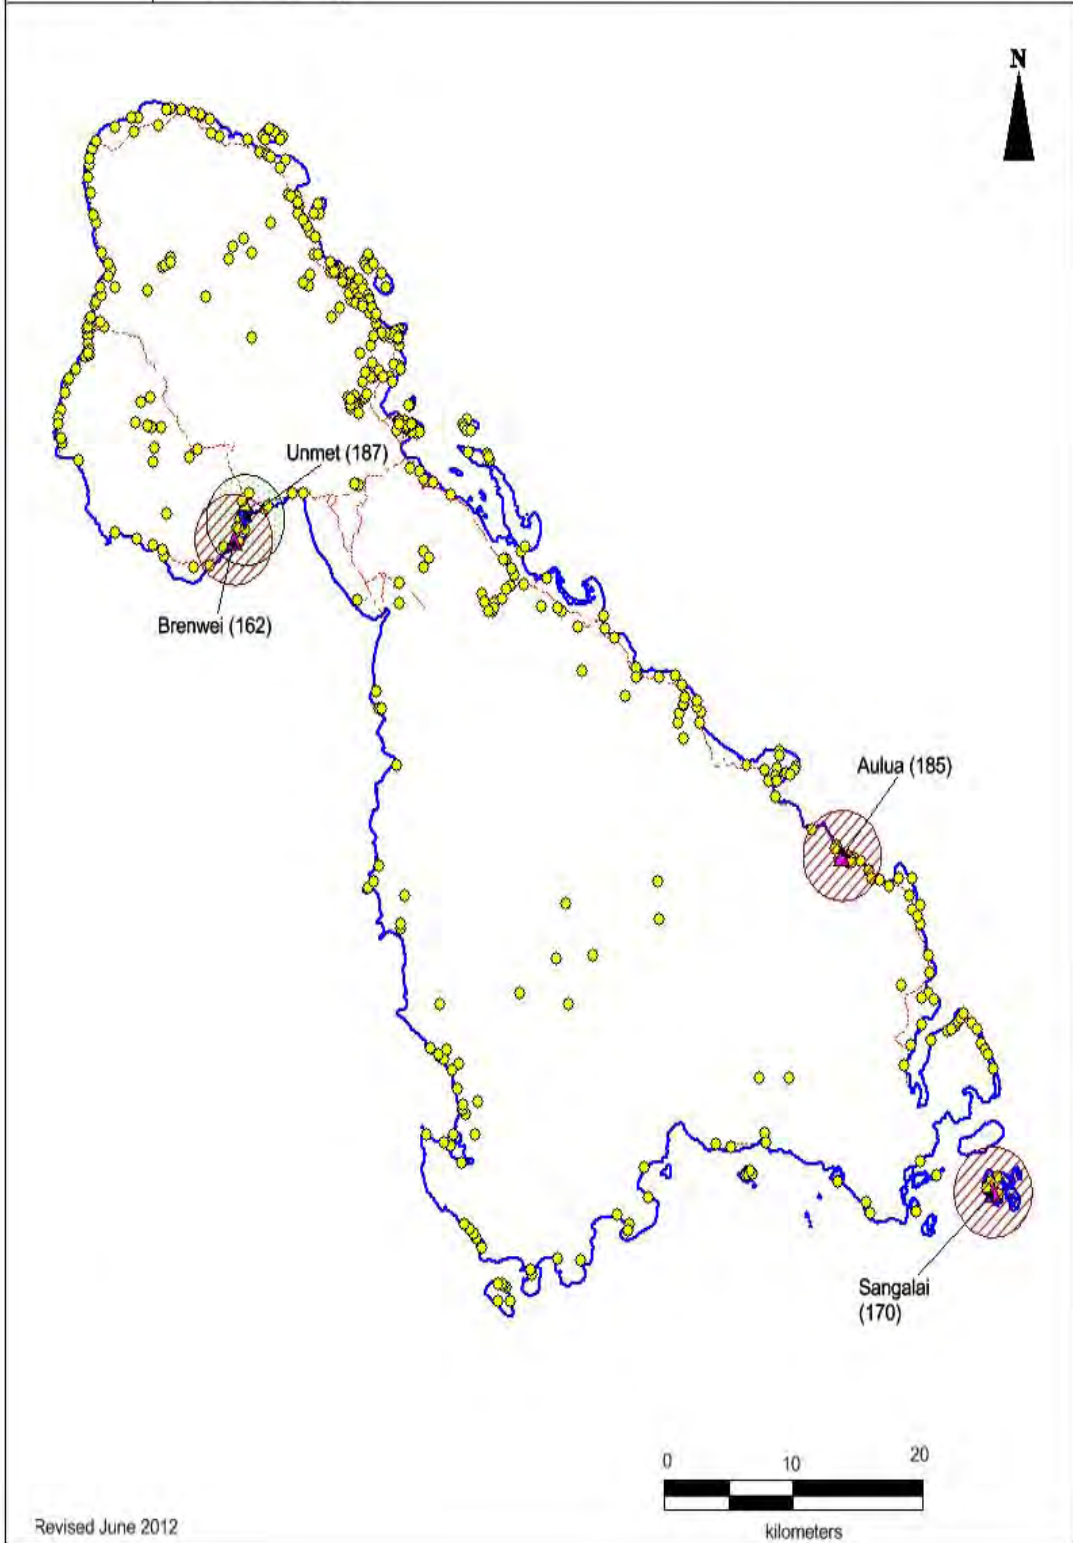 N
Unmet (187)
Brenwei (162)
Aulua (185)
Sangalai
(170)
0 10 20
kilometers
Revised June 2012